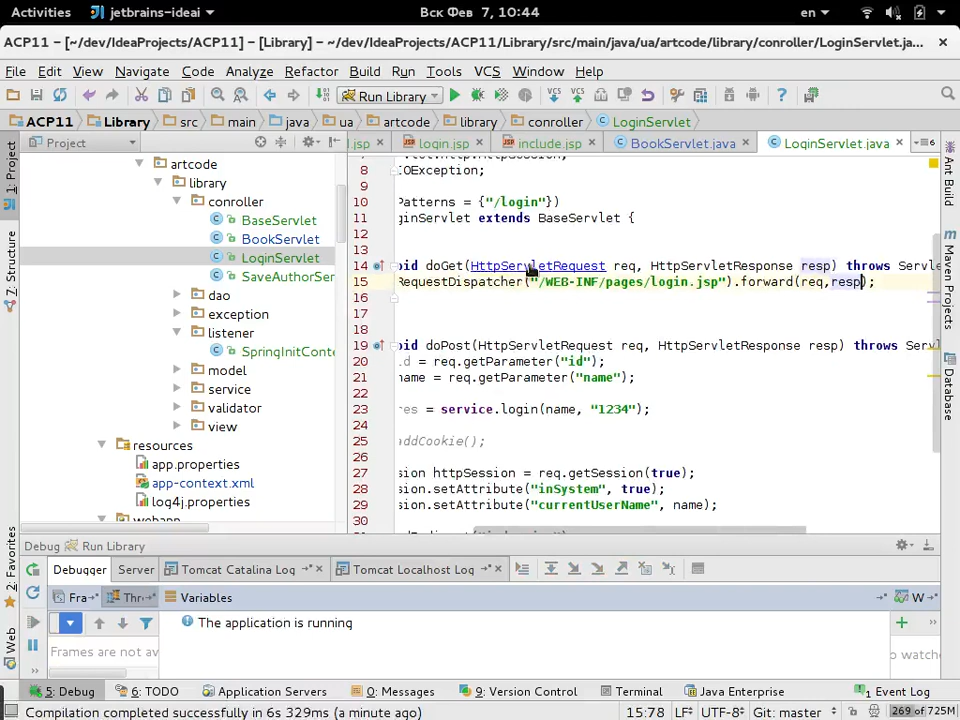 Activities jetbrains-ideai Вск Фев 7, 10:44 en
ACP11 – [~/dev/IdeaProjects/ACP11] – [Library] – ~/dev/IdeaProjects/ACP11/Library/src/main/java/ua/artcode/library/conroller/LoginServlet.ja...
File Edit View Navigate Code Analyze Refactor Build Run Tools VCS Window Help
Run Library
ACP11 Library src main java ua artcode library conroller LoginServlet
Project l.jsp login.jsp include.jsp BookServlet.java LoginServlet.java
artcode
library
conroller
BaseServlet
BookServlet
LoginServlet
SaveAuthorSer
dao
exception
listener
SpringInitConte
model
service
validator
view
resources
app.properties
app-context.xml
log4j.properties
webapp
8 OException;
9
10 Patterns = {"/login"})
11 ginServlet extends BaseServlet {
12
13
14 oid doGet(HttpServletRequest req, HttpServletResponse resp) throws Servl
15 RequestDispatcher("/WEB-INF/pages/login.jsp").forward(req,resp);
16
19 oid doPost(HttpServletRequest req, HttpServletResponse resp) throws Servl
20 id = req.getParameter("id");
21 name = req.getParameter("name");
22
23 res = service.login(name, "1234");
24
25 addCookie();
26
27 sion httpSession = req.getSession(true);
28 sion.setAttribute("inSystem", true);
29 sion.setAttribute("currentUserName", name);
30
1: Project
7: Structure
2: Favorites
Web
Ant Build
Maven Projects
Database
Debug Run Library
Debugger Server Tomcat Catalina Log Tomcat Localhost Log
Fra Thr Variables W
The application is running
Frames are not av
o watche
5: Debug 6: TODO Application Servers 0: Messages 9: Version Control Terminal Java Enterprise 1 Event Log
Compilation completed successfully in 6s 329ms (a minute ago) 15:78 LF UTF-8 Git: master 269 of 725M